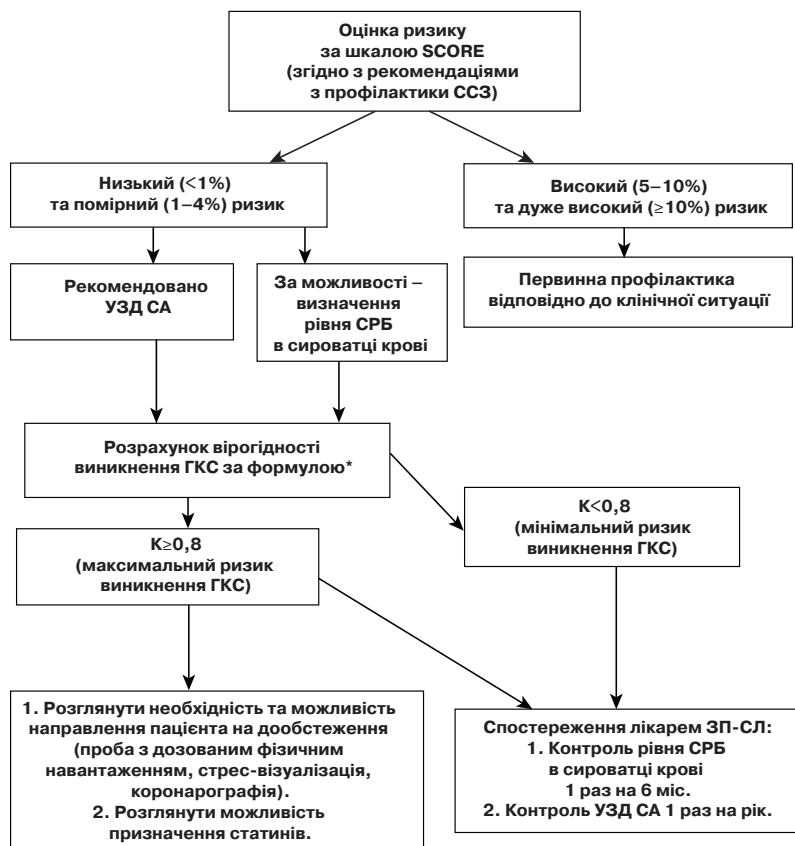 Оцінка ризику
за шкалою SCORE
(згідно з рекомендаціями
з профілактики ССЗ)
Низький (<1%)
та помірний (1–4%) ризик
Високий (5–10%)
та дуже високий (≥10%) ризик
Рекомендовано
УЗД СА
За можливості –
визначення
рівня СРБ
в сироватці крові
Первинна профілактика
відповідно до клінічної ситуації
Розрахунок вірогідності
виникнення ГКС за формулою*
К<0,8
(мінімальний ризик
виникнення ГКС)
К≥0,8
(максимальний ризик
виникнення ГКС)
1. Розглянути необхідність та можливість
направлення пацієнта на дообстеження
(проба з дозованим фізичним
навантаженням, стрес-візуалізація,
коронарографія).
2. Розглянути можливість
призначення статинів.
Спостереження лікарем ЗП-СЛ:
1. Контроль рівня СРБ
в сироватці крові
1 раз на 6 міс.
2. Контроль УЗД СА 1 раз на рік.